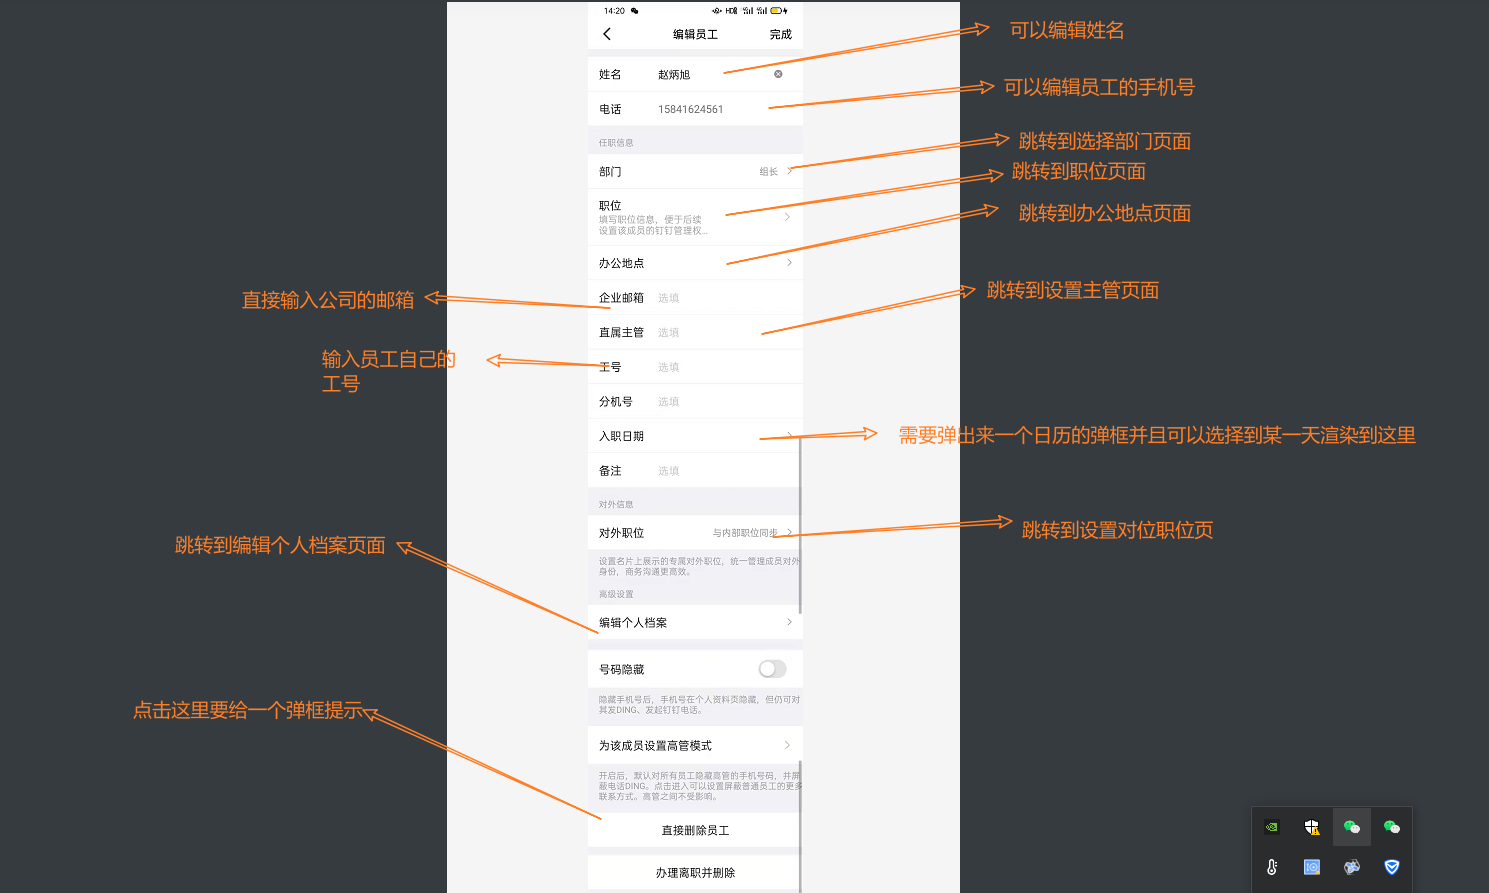 14:20
编辑员工
完成
可以编辑姓名
姓名
赵炳旭
可以编辑员工的手机号
电话
15841624561
任职信息
跳转到选择部门页面
部门
组长
跳转到职位页面
职位
填写职位信息，便于后续
设置该成员的钉钉管理权...
跳转到办公地点页面
办公地点
直接输入公司的邮箱
企业邮箱
选填
跳转到设置主管页面
直属主管
选填
输入员工自己的
工号
工号
选填
分机号
选填
入职日期
需要弹出来一个日历的弹框并且可以选择到某一天渲染到这里
备注
选填
对外信息
对外职位
与内部职位同步
跳转到设置对位职位页
设置名片上展示的专属对外职位，统一管理成员对外
身份，商务沟通更高效。
高级设置
跳转到编辑个人档案页面
编辑个人档案
号码隐藏
隐藏手机号后，手机号在个人资料页隐藏，但仍可对
其发DING、发起钉钉电话。
点击这里要给一个弹框提示
为该成员设置高管模式
开启后，默认对所有员工隐藏高管的手机号码，并屏
蔽电话DING。点击进入可以设置屏蔽普通员工的更多
联系方式。高管之间不受影响。
直接删除员工
办理离职并删除